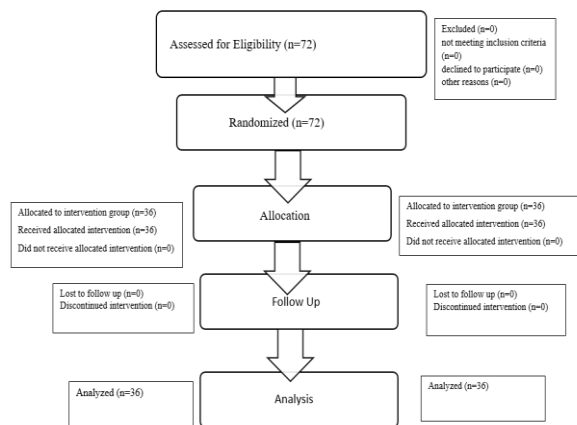 Assessed for Eligibility (n=72)
Excluded (n=0)
not meeting inclusion criteria
(n=0)
declined to participate (n=0)
other reasons (n=0)
Randomized (n=72)
Allocated to intervention group (n=36)
Received allocated intervention (n=36)
Did not receive allocated intervention (n=0)
Allocation
Allocated to intervention group (n=36)
Received allocated intervention (n=36)
Did not receive allocated intervention (n=0)
Lost to follow up (n=0)
Discontinued intervention (n=0)
Follow Up
Lost to follow up (n=0)
Discontinued intervention (n=0)
Analyzed (n=36)
Analysis
Analyzed (n=36)